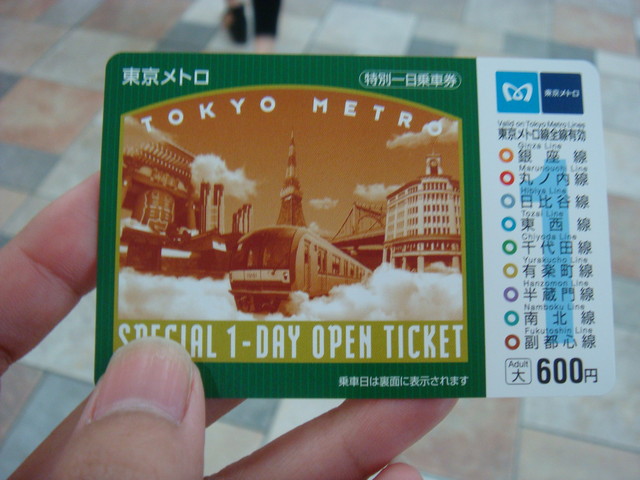 東京メトロ
特別一日乗車券
TOKYO METRO
SPECIAL 1-DAY OPEN TICKET
乗車日は裏面に表示されます
東京メトロ
Valid on Tokyo Metro Lines
東京メトロ線全線有効
Ginza Line
銀座線
Marunouchi Line
丸ノ内線
Hibiya Line
日比谷線
Tozai Line
東西線
Chiyoda Line
千代田線
Yurakucho Line
有楽町線
Hanzomon Line
半蔵門線
Namboku Line
南北線
Fukutoshin Line
副都心線
Adult
大
600円